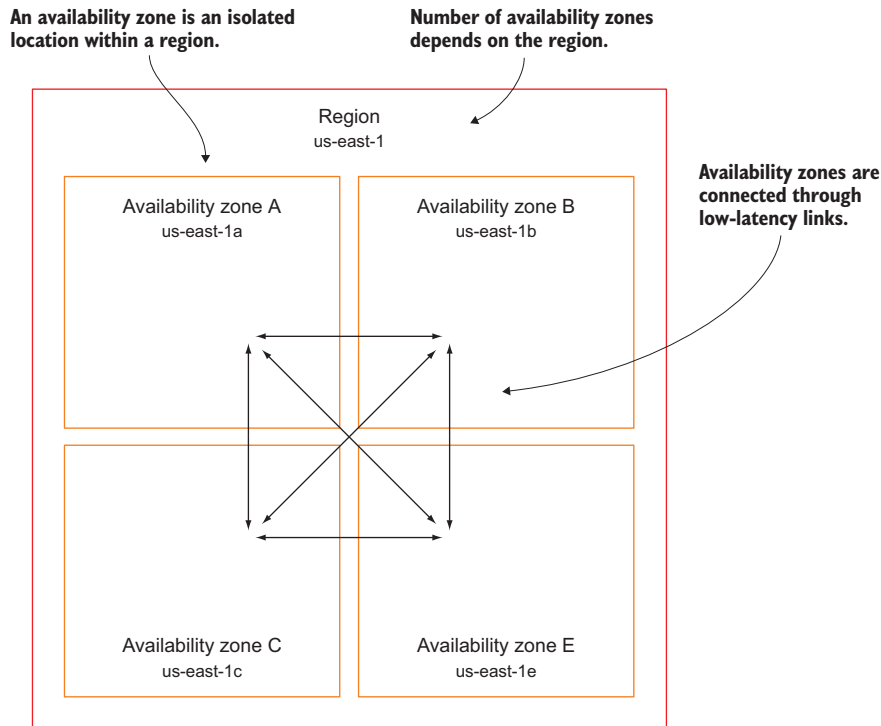 An availability zone is an isolated
location within a region.
Number of availability zones
depends on the region.
Region
us-east-1
Availability zones are
connected through
low-latency links.
Availability zone A
us-east-1a
Availability zone B
us-east-1b
Availability zone C
us-east-1c
Availability zone E
us-east-1e